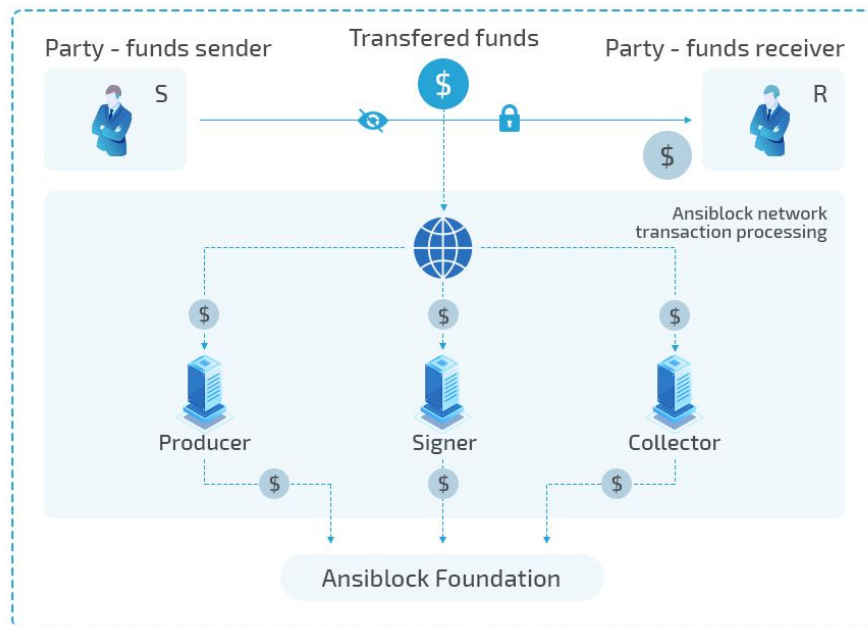 Party - funds sender
Transfered funds
Party - funds receiver
S
$
R
$
Ansiblock network
transaction processing
$
$
$
Producer
Signer
Collector
$
$
$
Ansiblock Foundation